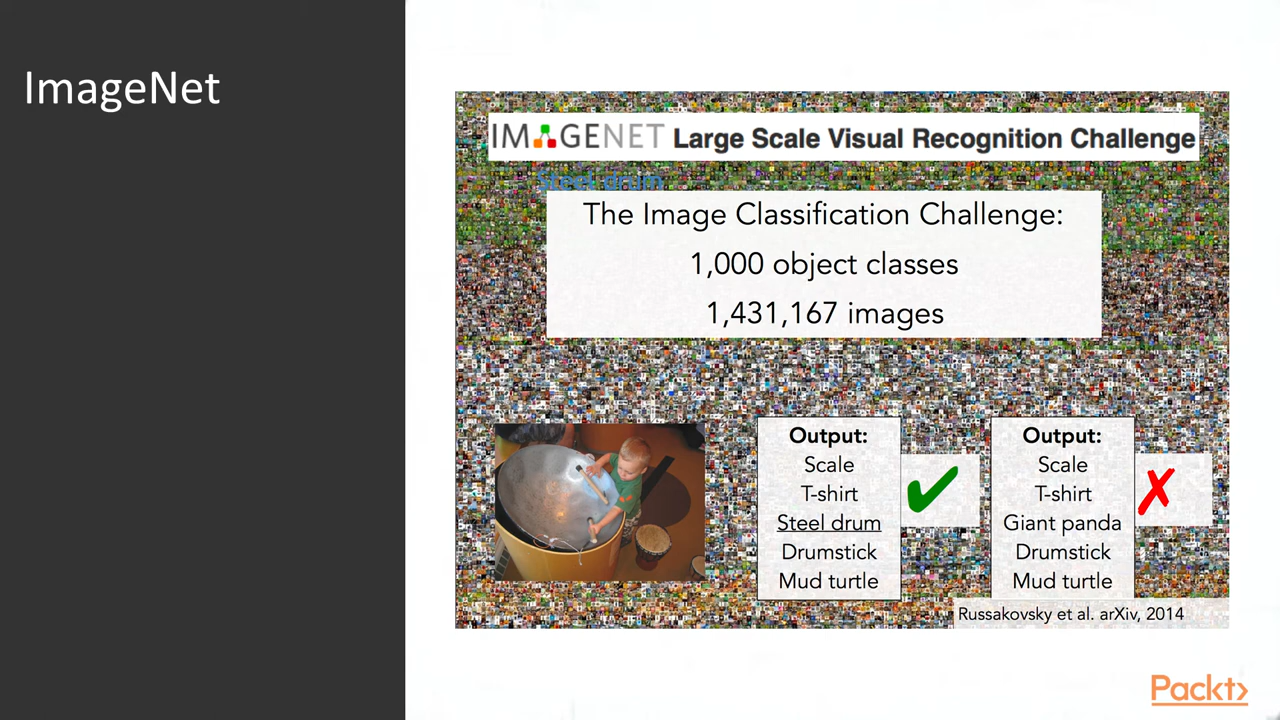 ImageNet
IMAGENET Large Scale Visual Recognition Challenge
Steel drum
The Image Classification Challenge:
1,000 object classes
1,431,167 images
Output:
Scale
T-shirt
Steel drum
Drumstick
Mud turtle
Output:
Scale
T-shirt
Giant panda
Drumstick
Mud turtle
Russakovsky et al. arXiv, 2014
Packt>